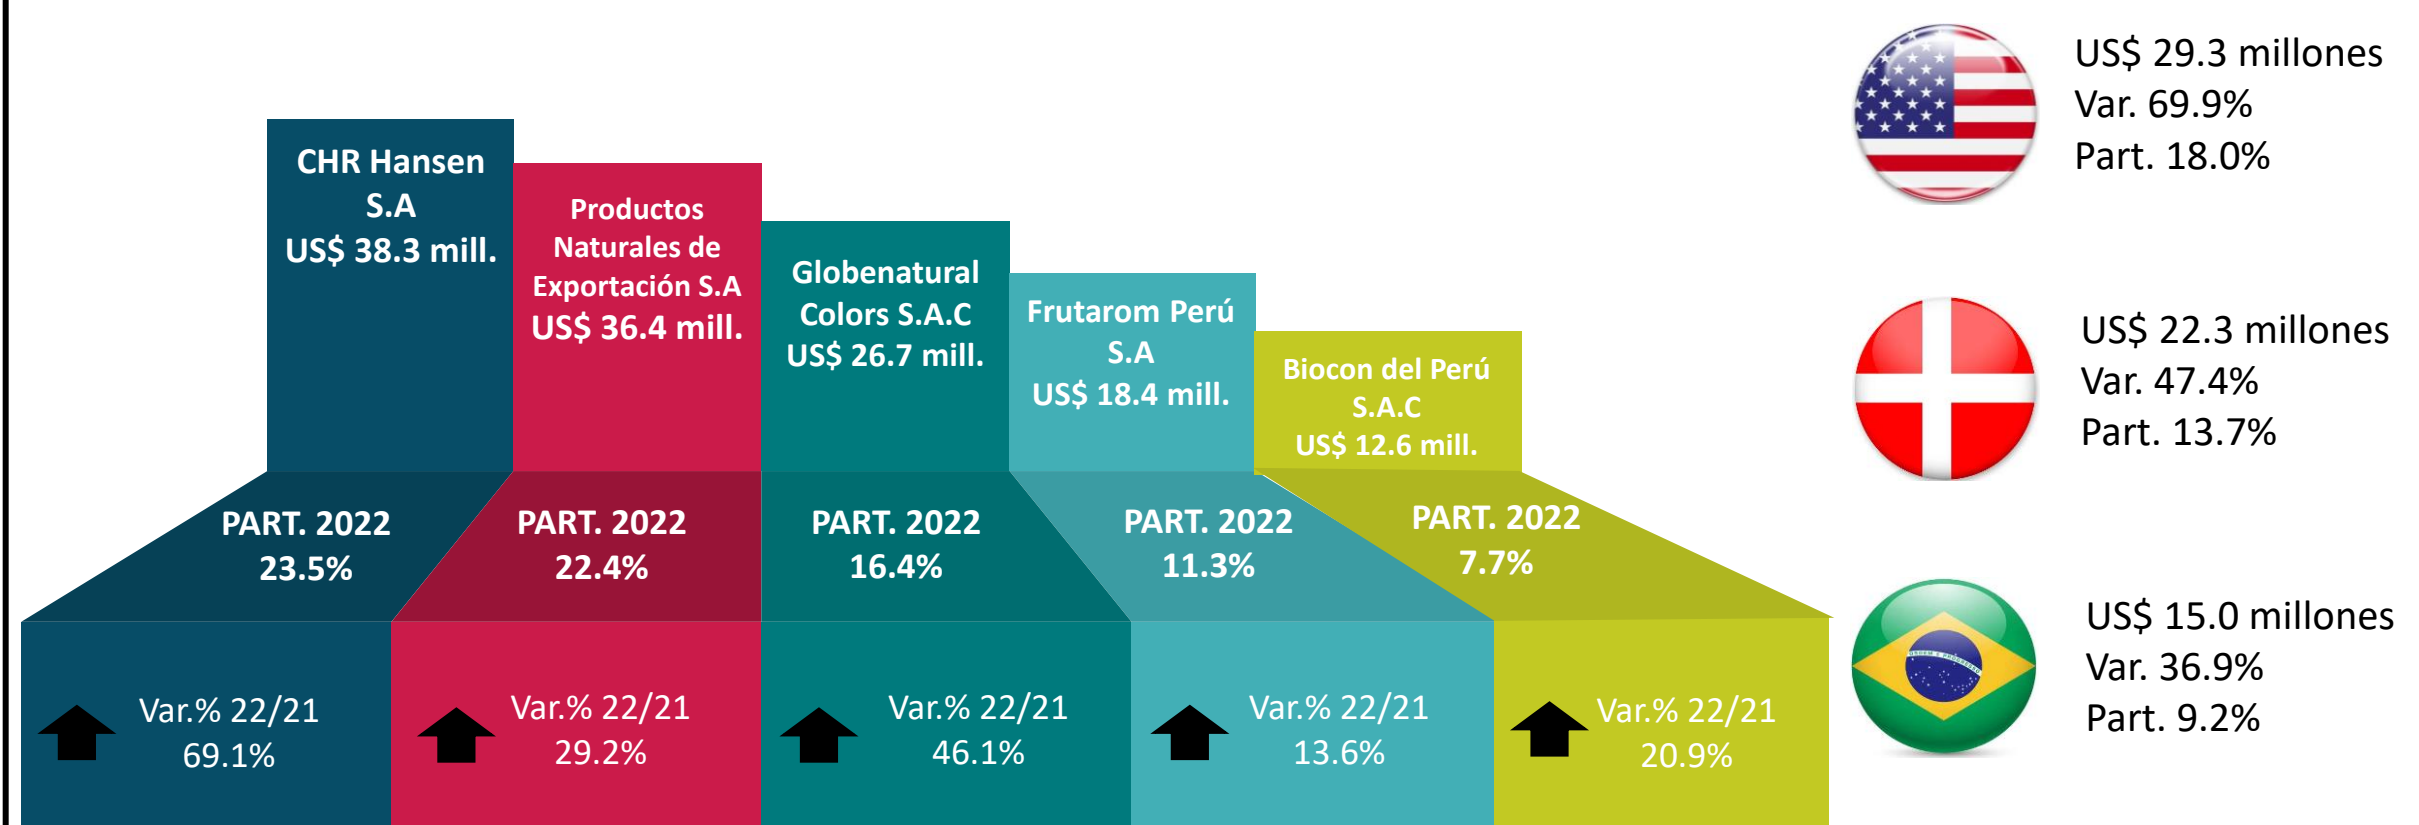 CHR Hansen
S.A
US$ 38.3 mill.
Productos
Naturales de
Exportación S.A
US$ 36.4 mill.
Globenatural
Colors S.A.C
US$ 26.7 mill.
Frutarom Perú
S.A
US$ 18.4 mill.
Biocon del Perú
S.A.C
US$ 12.6 mill.
PART. 2022
23.5%
PART. 2022
22.4%
PART. 2022
16.4%
PART. 2022
11.3%
PART. 2022
7.7%
Var.% 22/21
69.1%
Var.% 22/21
29.2%
Var.% 22/21
46.1%
Var.% 22/21
13.6%
Var.% 22/21
20.9%
US$ 29.3 millones
Var. 69.9%
Part. 18.0%
US$ 22.3 millones
Var. 47.4%
Part. 13.7%
US$ 15.0 millones
Var. 36.9%
Part. 9.2%